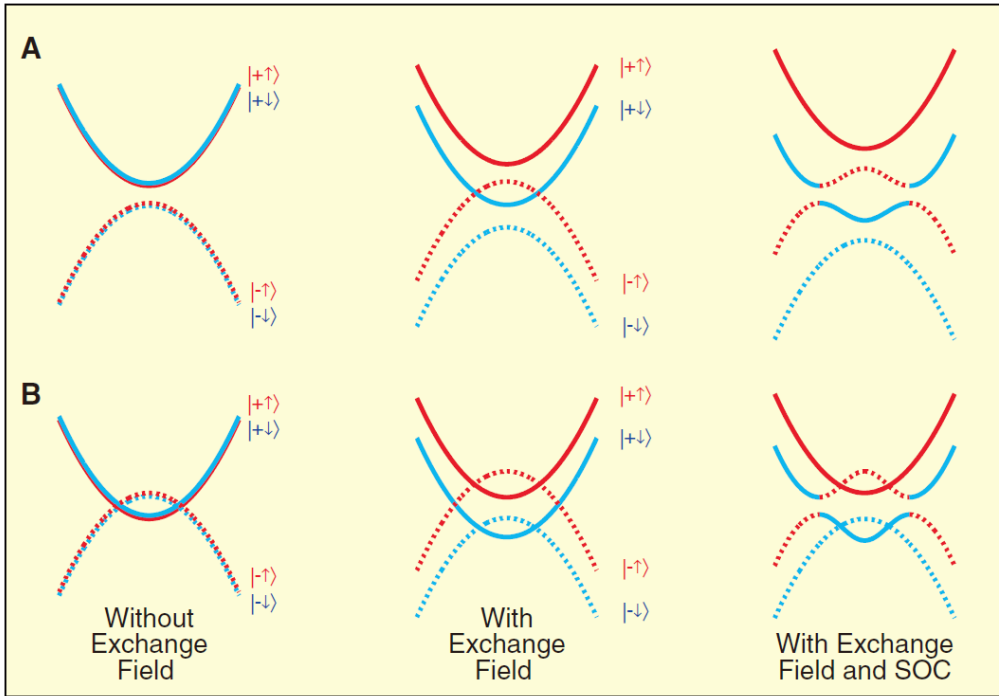 A
|+↑⟩
|+↓⟩
|-↑⟩
|-↓⟩
|+↑⟩
|+↓⟩
|-↑⟩
|-↓⟩
B
|+↑⟩
|+↓⟩
|-↑⟩
|-↓⟩
|+↑⟩
|+↓⟩
|-↑⟩
|-↓⟩
Without
Exchange
Field
With
Exchange
Field
With Exchange
Field and SOC